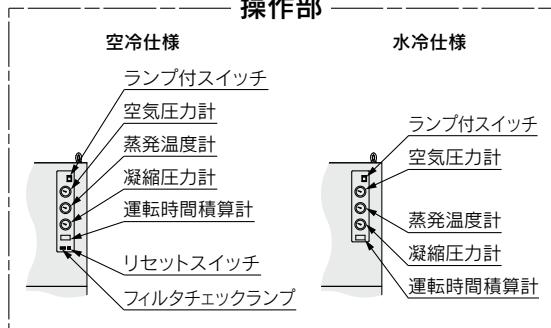 操作部
空冷仕様
ランプ付スイッチ
空気圧力計
蒸発温度計
凝縮圧力計
運転時間積算計
リセットスイッチ
フィルタチェックランプ
水冷仕様
ランプ付スイッチ
空気圧力計
蒸発温度計
凝縮圧力計
運転時間積算計